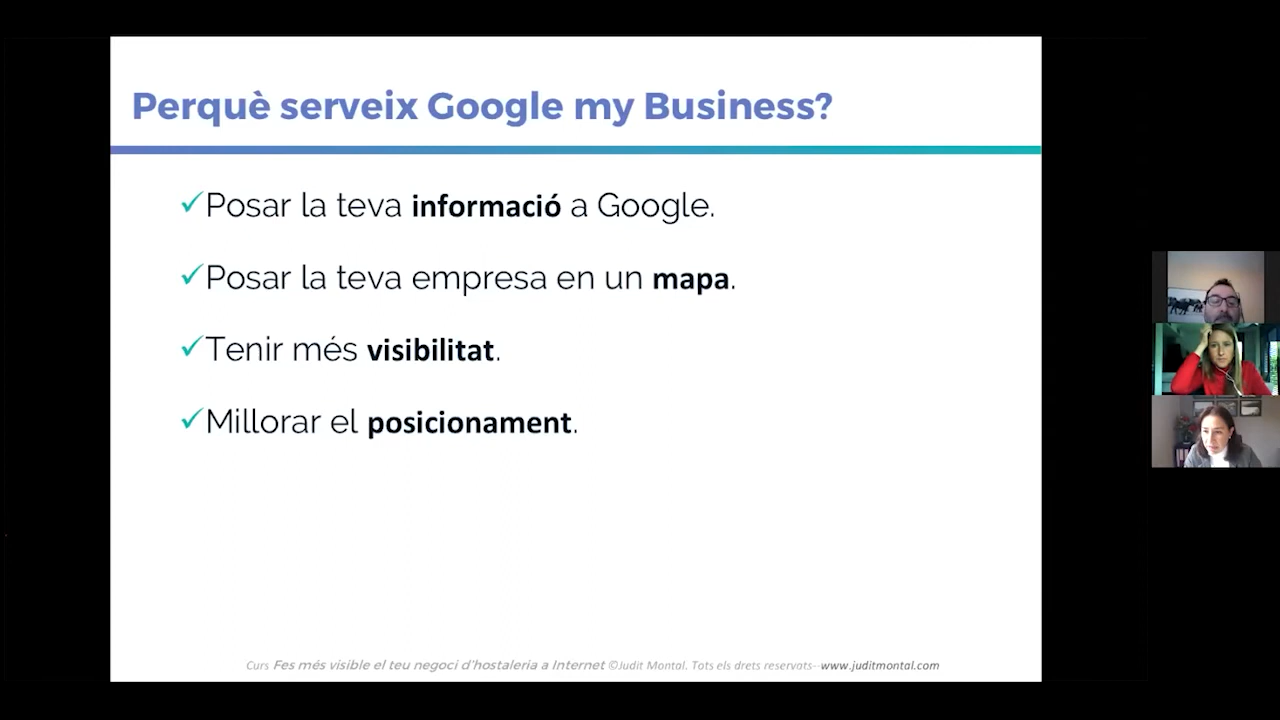 Perquè serveix Google my Business?
✓Posar la teva informació a Google.
✓Posar la teva empresa en un mapa.
✓Tenir més visibilitat.
✓Millorar el posicionament.
Curs Fes més visible el teu negoci d'hostaleria a Internet ©Judit Montal. Tots els drets reservats--www.juditmontal.com